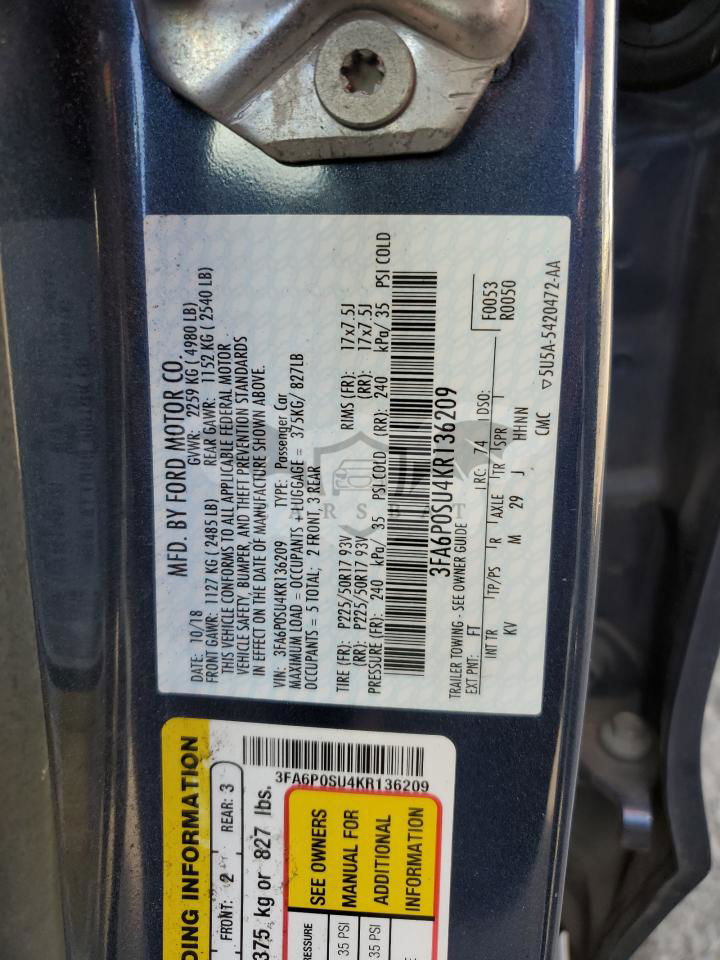 MFD. BY FORD MOTOR CO.
DATE: 10/18 GVWR: 2259 KG ( 4980 LB)
FRONT GAWR: 1127 KG (2485 LB) REAR GAWR: 1152 KG ( 2540 LB)
THIS VEHICLE CONFORMS TO ALL APPLICABLE FEDERAL MOTOR
VEHICLE SAFETY, BUMPER, AND THEFT PREVENTION STANDARDS
IN EFFECT ON THE DATE OF MANUFACTURE SHOWN ABOVE.
VIN: 3FA6P0SU4KR136209 TYPE: Passenger Car
MAXIMUM LOAD = OCCUPANTS + LUGGAGE = 375KG/ 827LB
OCCUPANTS = 5 TOTAL; 2 FRONT, 3 REAR
TIRE (FR): P225/50R17 93V RIMS (FR): 17x7.5J
(RR): P225/50R17 93V (RR): 17x7.5J
PRESSURE (FR): 240 kPa/ 35 PSI COLD (RR): 240 kPa/ 35 PSI COLD
3FA6P0SU4KR136209
TRAILER TOWING - SEE OWNER GUIDE F0053
EXT PNT: FT RC: 74 DSO: R0050
INT TR TP/PS R AXLE TR SPR
KV M 29 J HHNN
CMC ▽5U5A-5420472-AA
DING INFORMATION
FRONT: 2 REAR: 3
375 kg or 827 lbs.
3FA6P0SU4KR136209
PRESSURE SEE OWNERS
35 PSI MANUAL FOR
35 PSI ADDITIONAL
INFORMATION